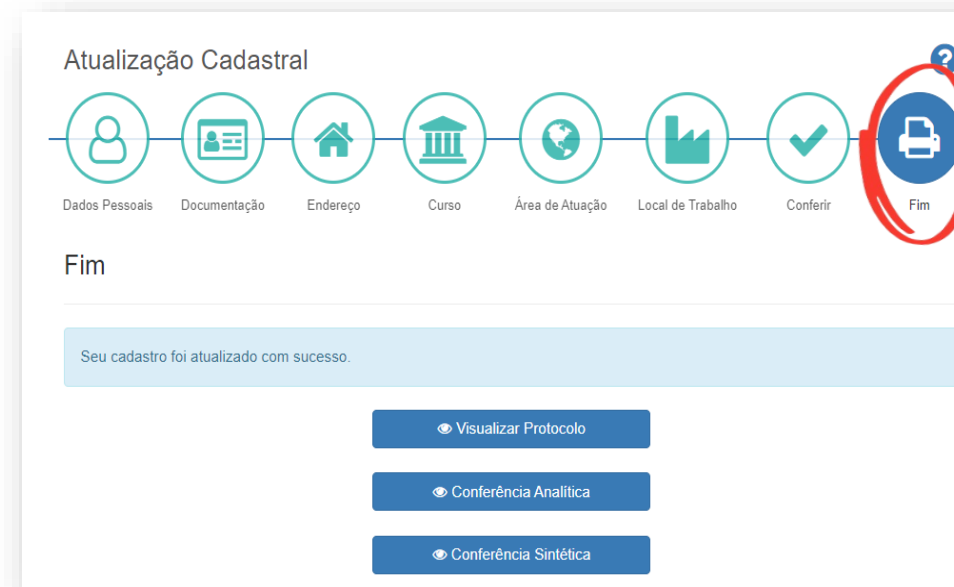 Atualização Cadastral
?
Dados Pessoais
Documentação
Endereço
Curso
Área de Atuação
Local de Trabalho
Conferir
Fim
Fim
Seu cadastro foi atualizado com sucesso.
Visualizar Protocolo
Conferência Analítica
Conferência Sintética